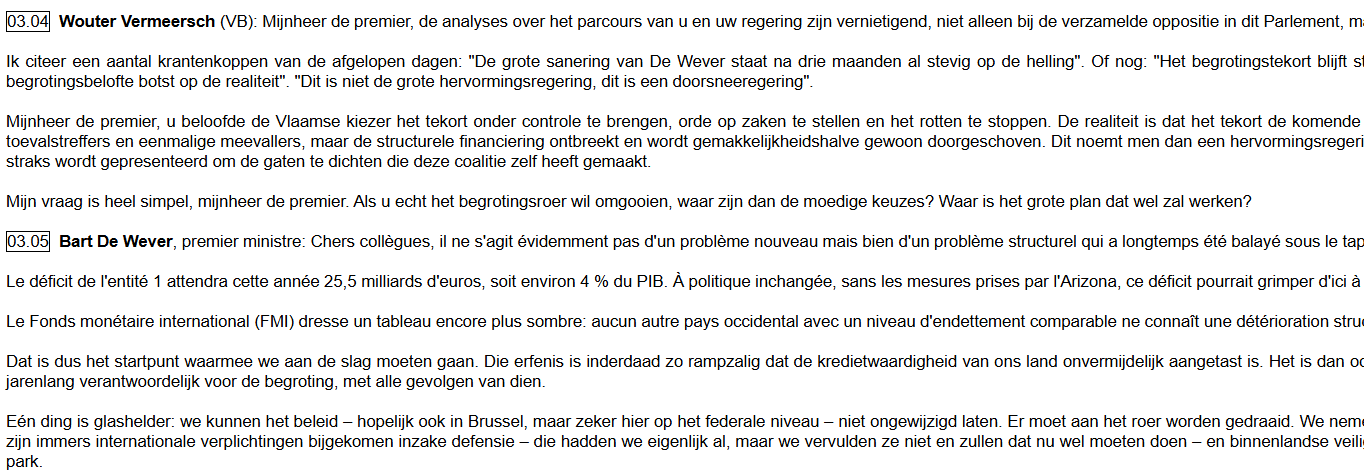 03.04 Wouter Vermeersch (VB): Mijnheer de premier, de analyses over het parcours van u en uw regering zijn vernietigend, niet alleen bij de verzamelde oppositie in dit Parlement,
Ik citeer een aantal krantenkoppen van de afgelopen dagen: "De grote sanering van De Wever staat na drie maanden al stevig op de helling". Of nog: "Het begrotingstekort blijft
begrotingsbelofte botst op de realiteit". "Dit is niet de grote hervormingsregering, dit is een doorsneeregering".
Mijnheer de premier, u beloofde de Vlaamse kiezer het tekort onder controle te brengen, orde op zaken te stellen en het rotten te stoppen. De realiteit is dat het tekort de komende
toevalstreffers en eenmalige meevallers, maar de structurele financiering ontbreekt en wordt gemakkelijkheidshalve gewoon doorgeschoven. Dit noemt men dan een
straks wordt gepresenteerd om de gaten te dichten die deze coalitie zelf heeft gemaakt.
Mijn vraag is heel simpel, mijnheer de premier. Als u echt het begrotingsroer wil omgooien, waar zijn dan de moedige keuzes? Waar is het grote plan dat wel zal werken?
03.05 Bart De Wever, premier ministre: Chers collègues, il ne s'agit évidemment pas d'un problème nouveau mais bien d'un problème structurel qui a longtemps été balayé sous le
Le déficit de l'entité 1 attendra cette année 25,5 milliards d'euros, soit environ 4 % du PIB. À politique inchangée, sans les mesures prises par l'Arizona, ce déficit pourrait grimper d'ici à
Le Fonds monétaire international (FMI) dresse un tableau encore plus sombre: aucun autre pays occidental avec un niveau d'endettement comparable ne connaît une détérioration
Dat is dus het startpunt waarmee we aan de slag moeten gaan. Die erfenis is inderdaad zo rampzalig dat de kredietwaardigheid van ons land onvermijdelijk aangetast is. Het is dan
jarenlang verantwoordelijk voor de begroting, met alle gevolgen van dien.
Eén ding is glashelder: we kunnen het beleid – hopelijk ook in Brussel, maar zeker hier op het federale niveau – niet ongewijzigd laten. Er moet aan het roer worden gedraaid. We
zijn immers internationale verplichtingen bijgekomen inzake defensie – die hadden we eigenlijk al, maar we vervulden ze niet en zullen dat nu wel moeten doen – en binnenlandse
park.